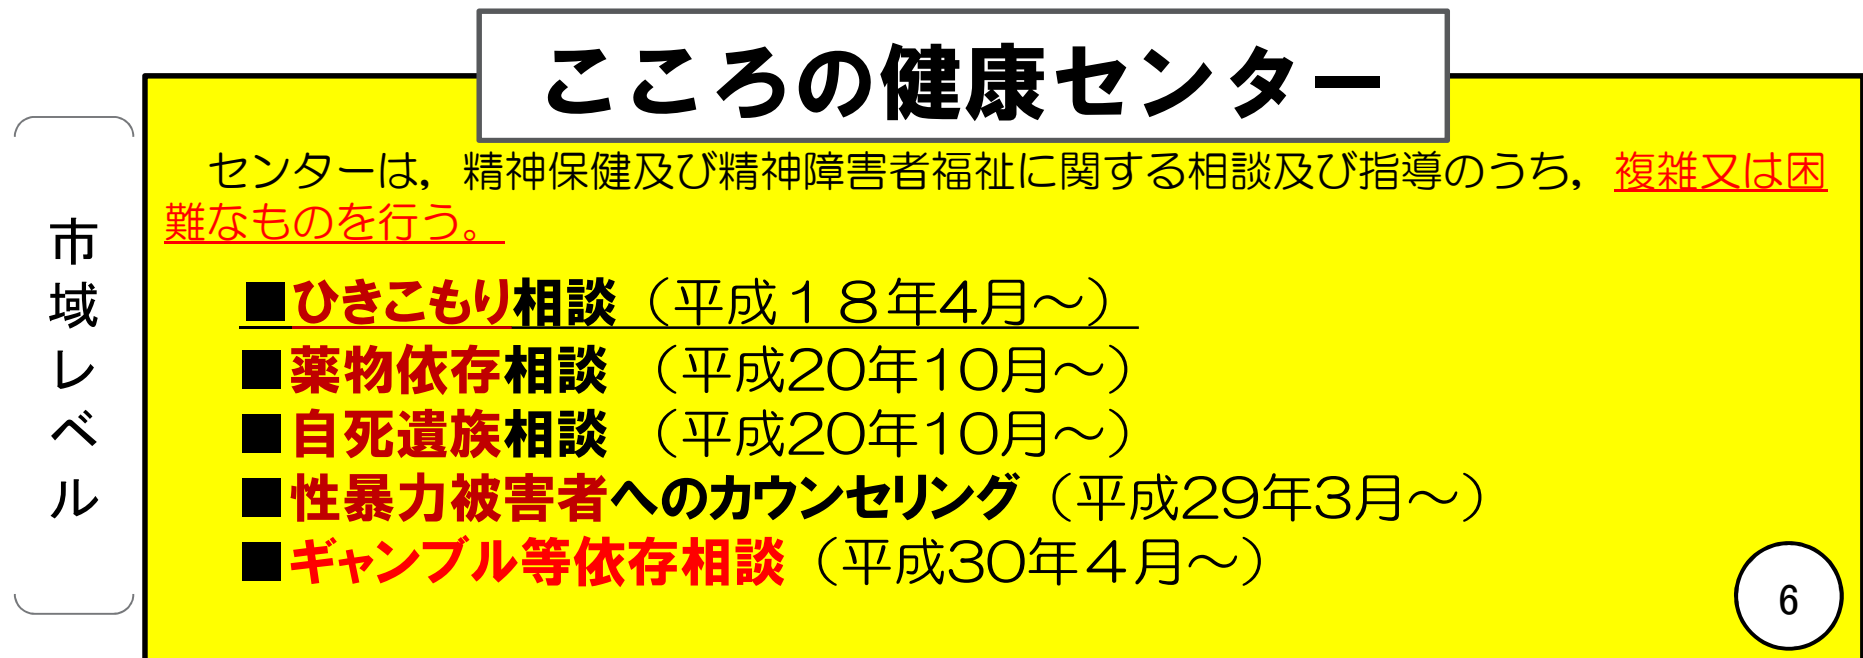 こころの健康センター
市域レベル
センターは，精神保健及び精神障害者福祉に関する相談及び指導のうち，複雑又は困
難なものを行う。
■ひきこもり相談（平成１８年4月～）
■薬物依存相談　（平成20年10月～）
■自死遺族相談　（平成20年10月～）
■性暴力被害者へのカウンセリング（平成29年3月～）
■ギャンブル等依存相談（平成30年４月～）
6